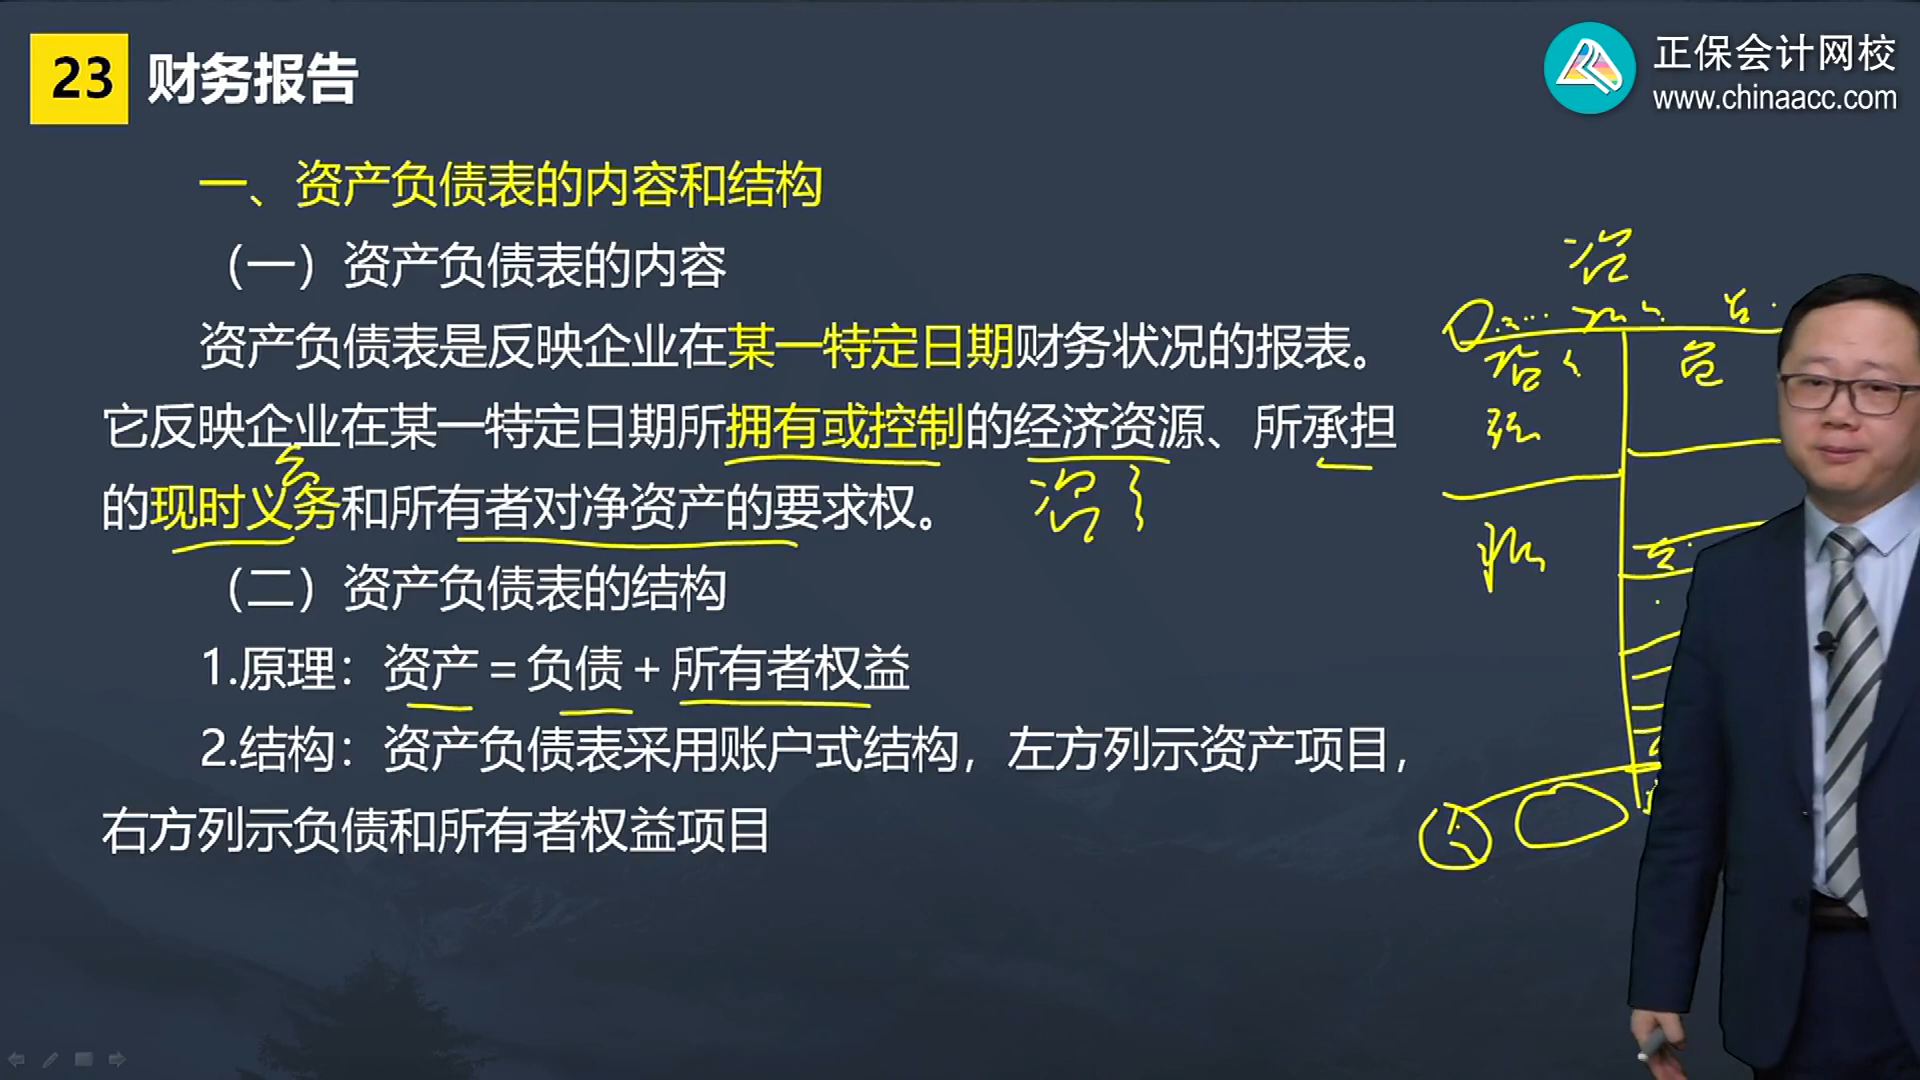 23 财务报告
正保会计网校
www.chinaacc.com
一、资产负债表的内容和结构
（一）资产负债表的内容
资产负债表是反映企业在某一特定日期财务状况的报表。
它反映企业在某一特定日期所拥有或控制的经济资源、所承担
的现时义务和所有者对净资产的要求权。
（二）资产负债表的结构
1.原理：资产＝负债＋所有者权益
2.结构：资产负债表采用账户式结构，左方列示资产项目，
右方列示负债和所有者权益项目